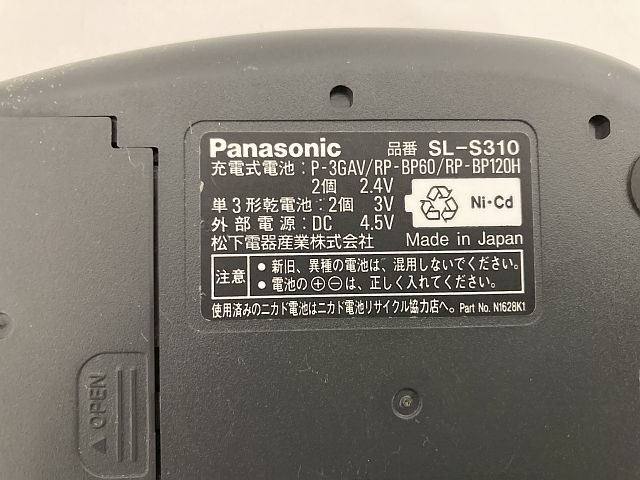 Panasonic 品番 SL-S310
充電式電池：P-3GAV/RP-BP60/RP-BP120H
2個 2.4V
単3形乾電池：2個 3V
外部電源：DC 4.5V
Ni・Cd
松下電器産業株式会社 Made in Japan
注意
・新旧、異種の電池は、混用しないでください。
・電池の⊕⊖は、正しく入れてください。
使用済みのニカド電池はニカド電池リサイクル協力店へ。 Part No. N1628K1
▲OPEN